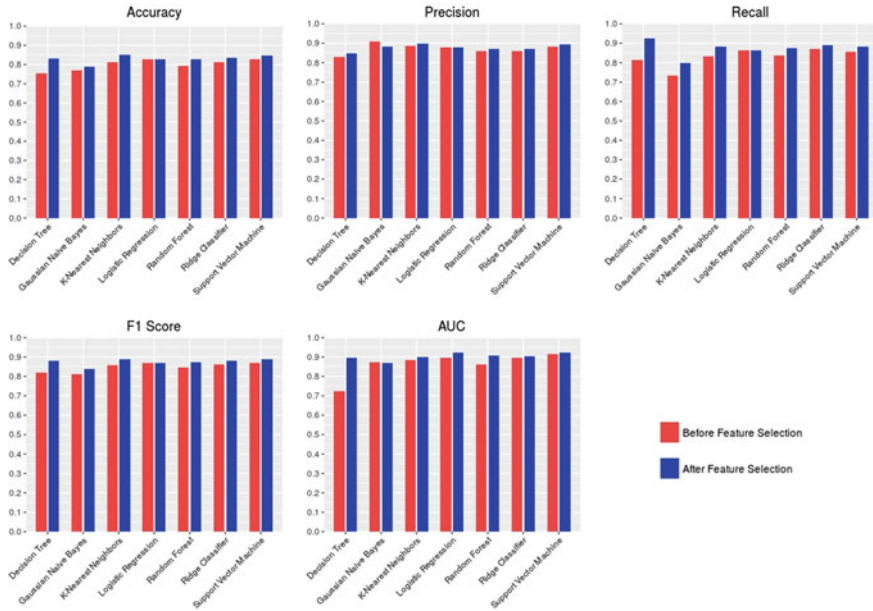 Accuracy
1.0
0.9
0.8
0.7
0.6
0.5
0.4
0.3
0.2
0.1
0.0
Decision Tree
Gaussian Naive Bayes
K-Nearest Neighbors
Logistic Regression
Random Forest
Ridge Classifier
Support Vector Machine
Precision
1.0
0.9
0.8
0.7
0.6
0.5
0.4
0.3
0.2
0.1
0.0
Decision Tree
Gaussian Naive Bayes
K-Nearest Neighbors
Logistic Regression
Random Forest
Ridge Classifier
Support Vector Machine
Recall
1.0
0.9
0.8
0.7
0.6
0.5
0.4
0.3
0.2
0.1
0.0
Decision Tree
Gaussian Naive Bayes
K-Nearest Neighbors
Logistic Regression
Random Forest
Ridge Classifier
Support Vector Machine
F1 Score
1.0
0.9
0.8
0.7
0.6
0.5
0.4
0.3
0.2
0.1
0.0
Decision Tree
Gaussian Naive Bayes
K-Nearest Neighbors
Logistic Regression
Random Forest
Ridge Classifier
Support Vector Machine
AUC
1.0
0.9
0.8
0.7
0.6
0.5
0.4
0.3
0.2
0.1
0.0
Decision Tree
Gaussian Naive Bayes
K-Nearest Neighbors
Logistic Regression
Random Forest
Ridge Classifier
Support Vector Machine
Before Feature Selection
After Feature Selection